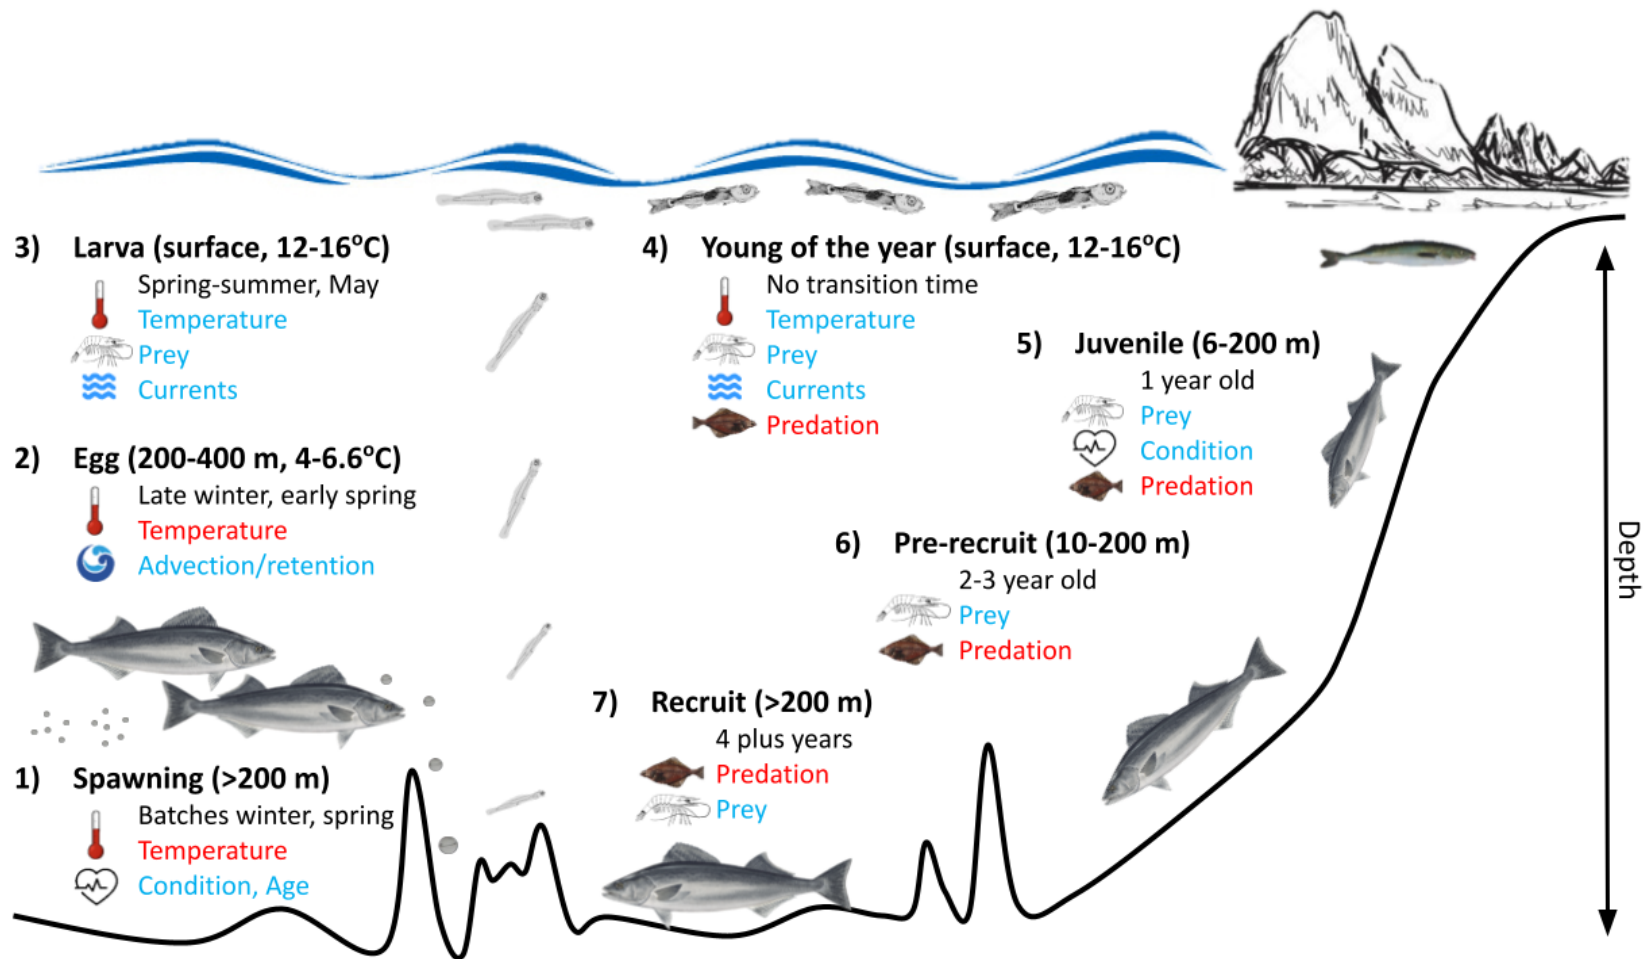 3) Larva (surface, 12-16°C)
Spring-summer, May
Temperature
Prey
Currents
4) Young of the year (surface, 12-16°C)
No transition time
Temperature
Prey
Currents
Predation
5) Juvenile (6-200 m)
1 year old
Prey
Condition
Predation
2) Egg (200-400 m, 4-6.6°C)
Late winter, early spring
Temperature
Advection/retention
6) Pre-recruit (10-200 m)
2-3 year old
Prey
Predation
7) Recruit (>200 m)
4 plus years
Predation
Prey
1) Spawning (>200 m)
Batches winter, spring
Temperature
Condition, Age
Depth